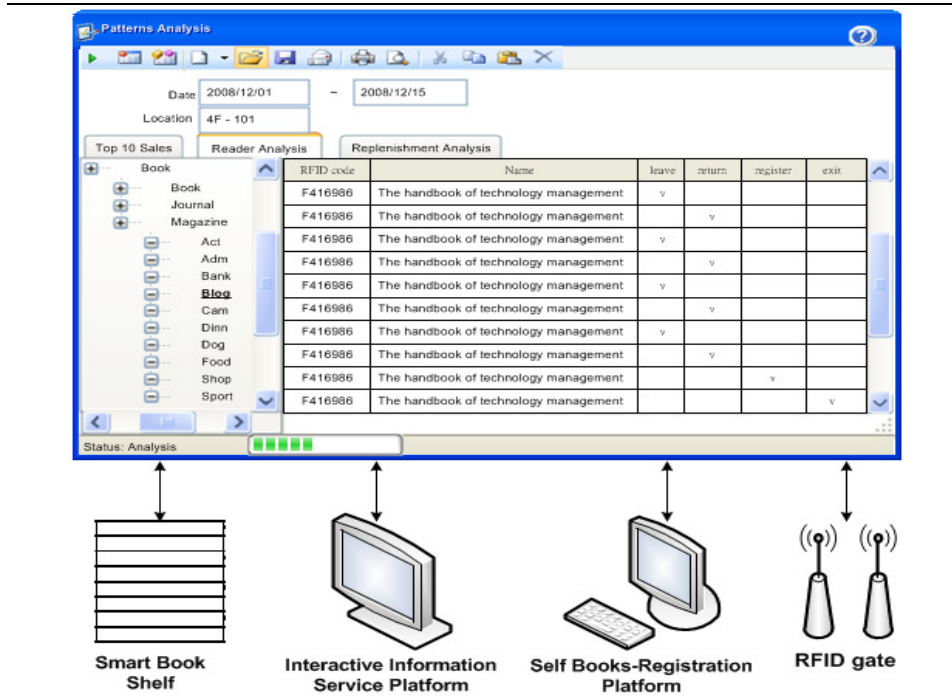 Patterns Analysis
Date 2008/12/01 – 2008/12/15
Location 4F - 101
Top 10 Sales Reader Analysis Replenishment Analysis
Book
Book
Journal
Magazine
Act
Adm
Bank
Blog
Cam
Dinn
Dog
Food
Shop
Sport
RFID code Name leave return register exit
F416986 The handbook of technology management v
F416986 The handbook of technology management v
F416986 The handbook of technology management v
F416986 The handbook of technology management v
F416986 The handbook of technology management v
F416986 The handbook of technology management v
F416986 The handbook of technology management v
F416986 The handbook of technology management v
F416986 The handbook of technology management v
F416986 The handbook of technology management v
Status: Analysis
Smart Book
Shelf
Interactive Information
Service Platform
Self Books-Registration
Platform
RFID gate